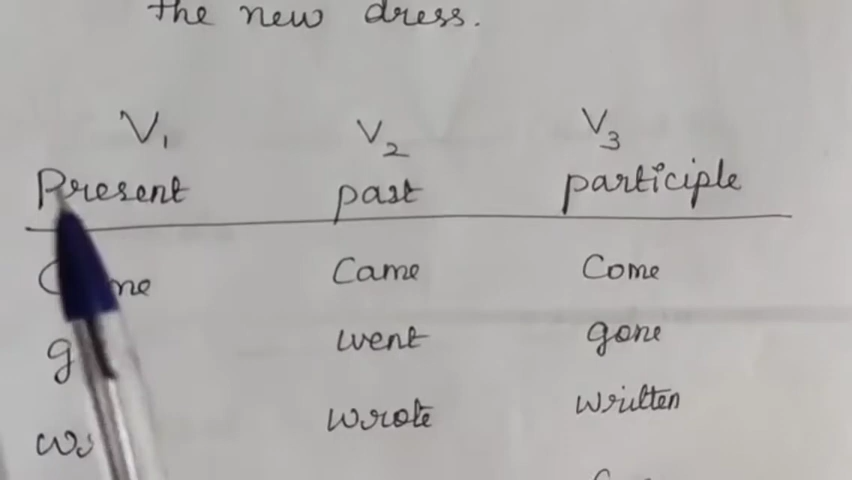 the new dress.
V₁ V₂ V₃
Present past participle
Came Come
went gone
wrote written